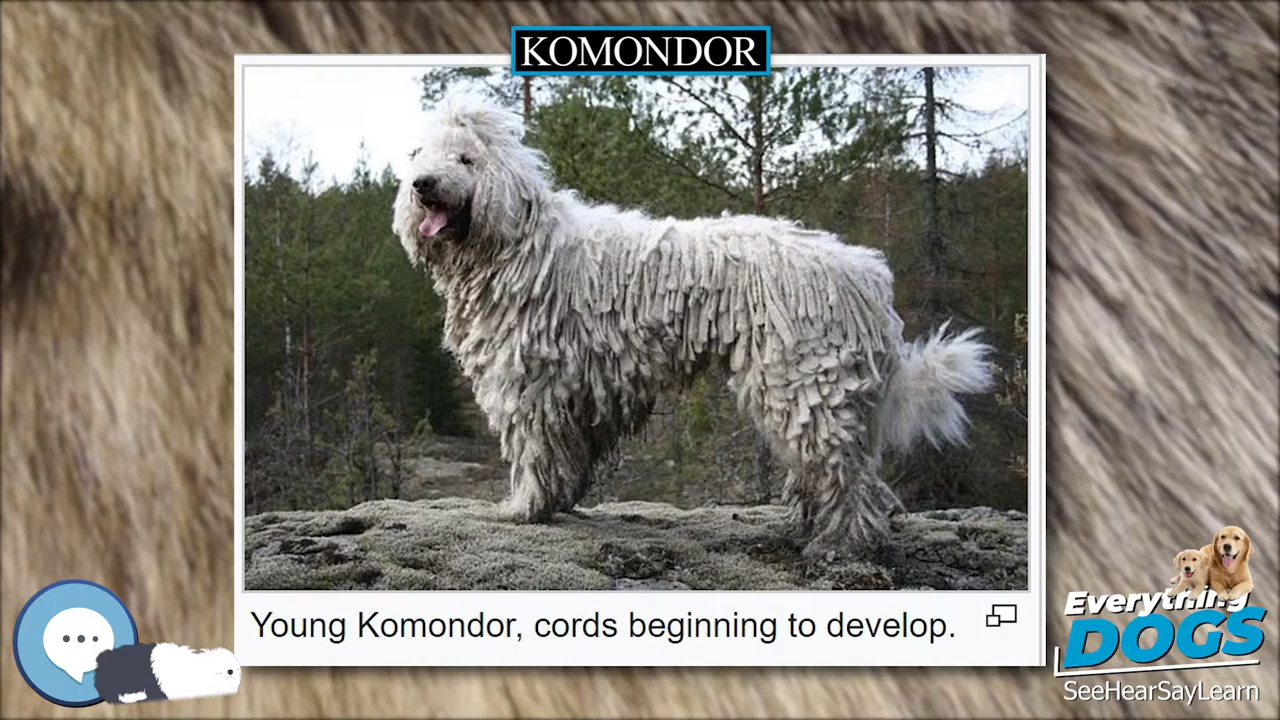 KOMONDOR
Young Komondor, cords beginning to develop.
Everything
DOGS
SeeHearSayLearn